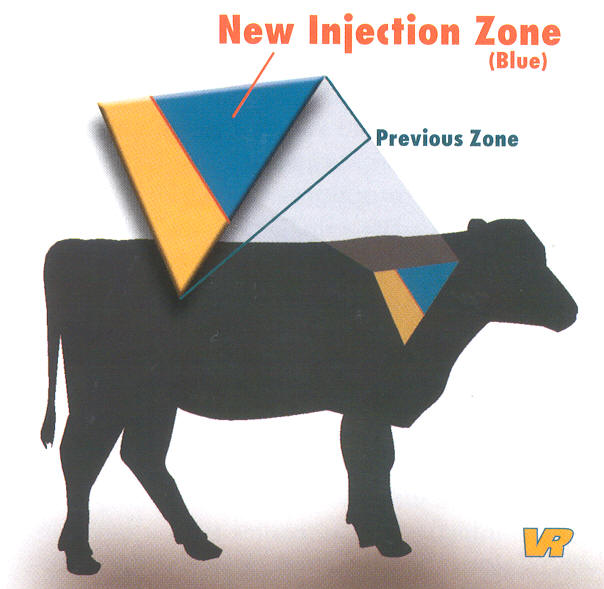 New Injection Zone
(Blue)
Previous Zone
VR